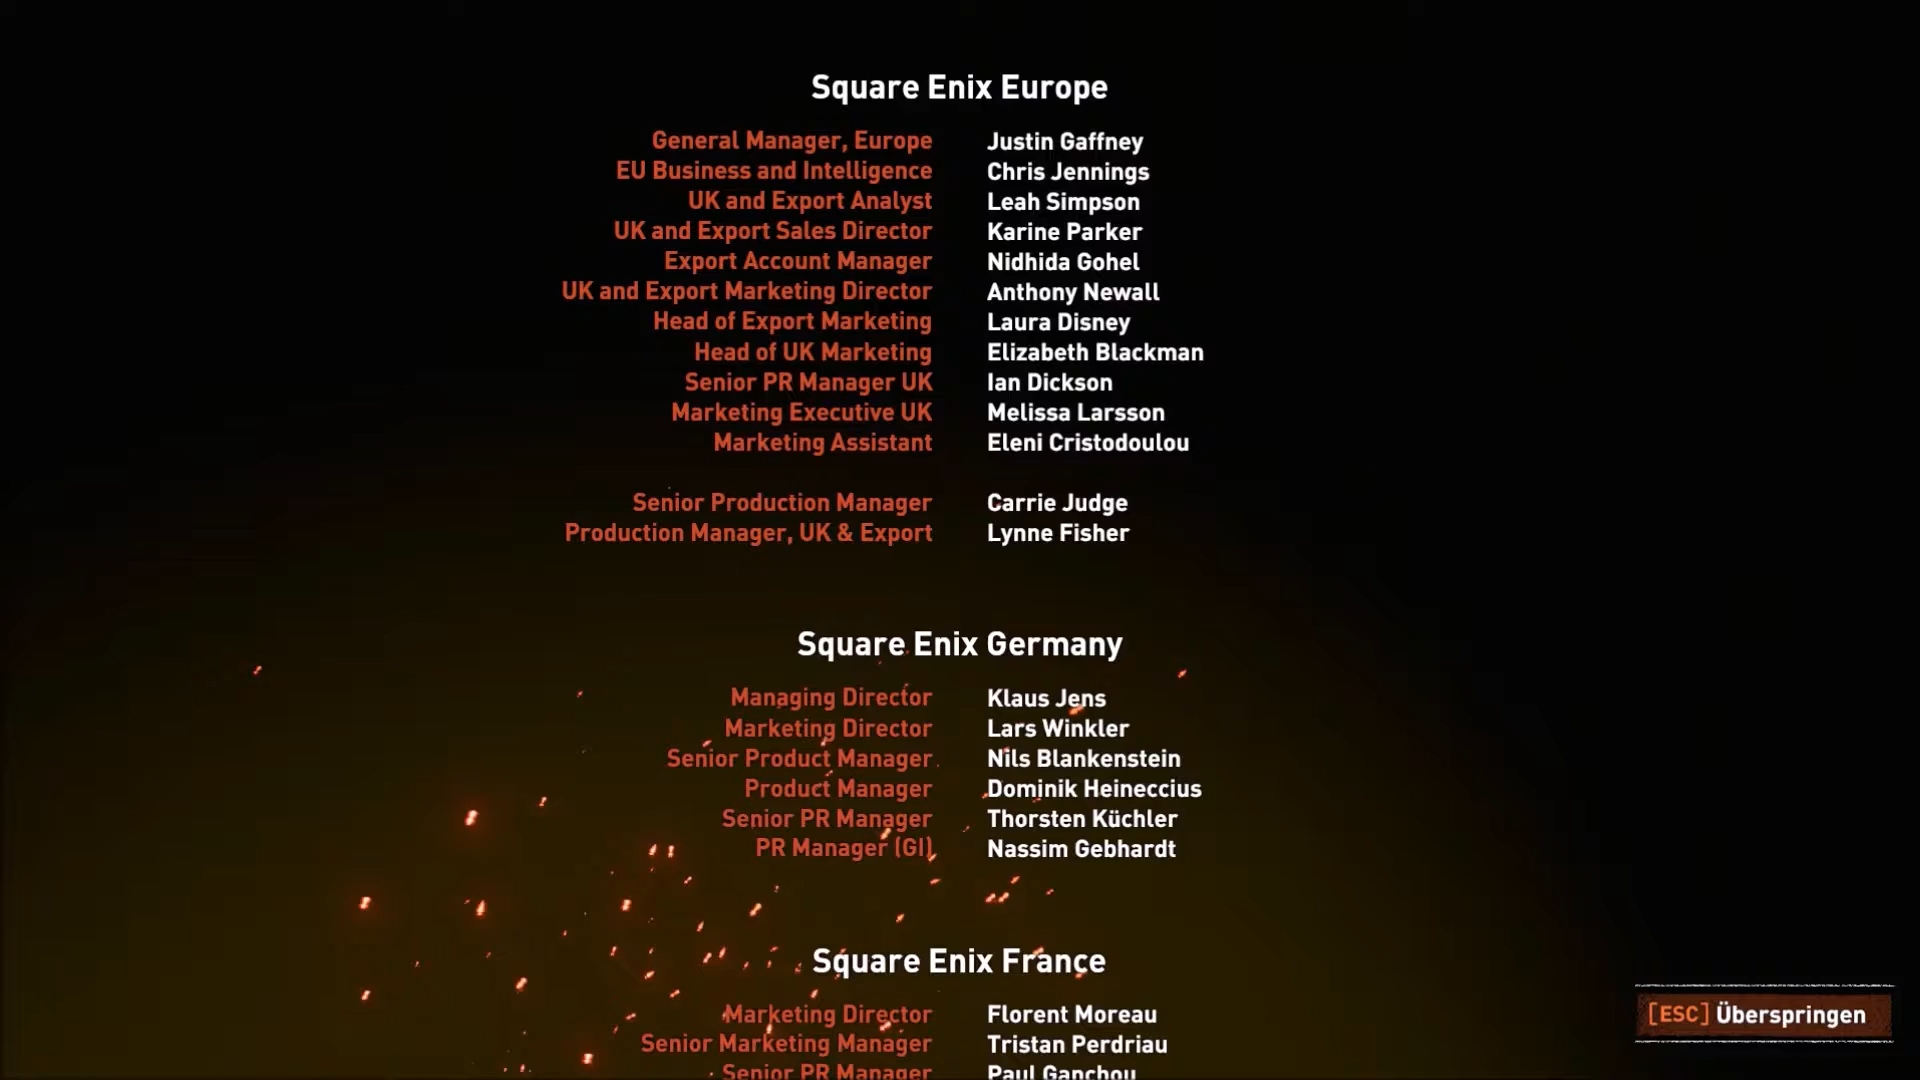 Square Enix Europe
General Manager, Europe Justin Gaffney
EU Business and Intelligence Chris Jennings
UK and Export Analyst Leah Simpson
UK and Export Sales Director Karine Parker
Export Account Manager Nidhida Gohel
UK and Export Marketing Director Anthony Newall
Head of Export Marketing Laura Disney
Head of UK Marketing Elizabeth Blackman
Senior PR Manager UK Ian Dickson
Marketing Executive UK Melissa Larsson
Marketing Assistant Eleni Cristodoulou
Senior Production Manager Carrie Judge
Production Manager, UK & Export Lynne Fisher
Square Enix Germany
Managing Director Klaus Jens
Marketing Director Lars Winkler
Senior Product Manager Nils Blankenstein
Product Manager Dominik Heineccius
Senior PR Manager Thorsten Küchler
PR Manager (GI) Nassim Gebhardt
Square Enix France
Marketing Director Florent Moreau
Senior Marketing Manager Tristan Perdriau
Senior PR Manager Paul Ganchou
[ESC] Überspringen